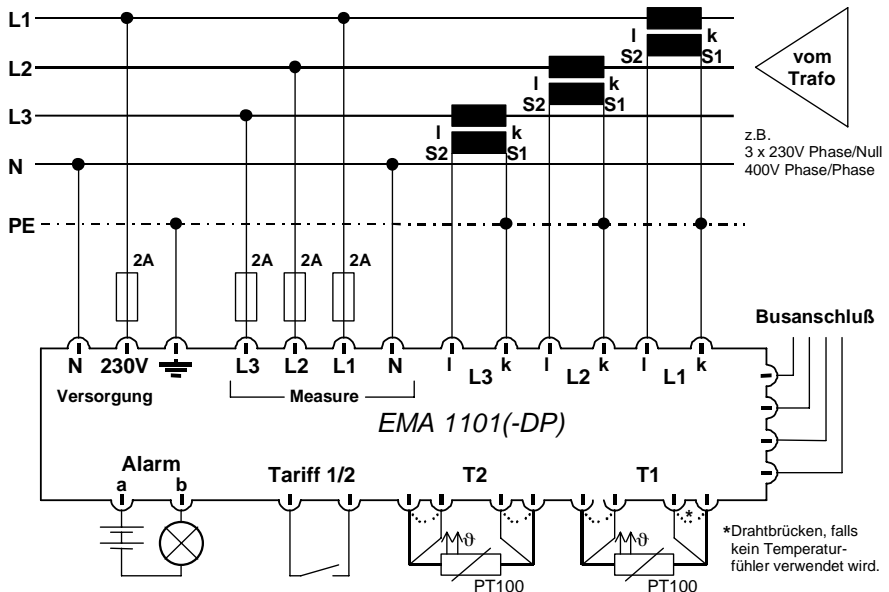 L1
l
k
S2
S1
L2
l
k
S2
S1
vom
Trafo
L3
l
k
S2
S1
z.B.
3 x 230V Phase/Null
400V Phase/Phase
N
PE
2A
2A
2A
2A
Busanschluß
N 230V L3 L2 L1 N l k l k l k
L3 L2 L1
Versorgung
Measure
EMA 1101(-DP)
Alarm
a b
Tariff 1/2
T2
T1
*
ϑ
ϑ
PT100
PT100
*Drahtbrücken, falls
kein Temperatur-
fühler verwendet wird.